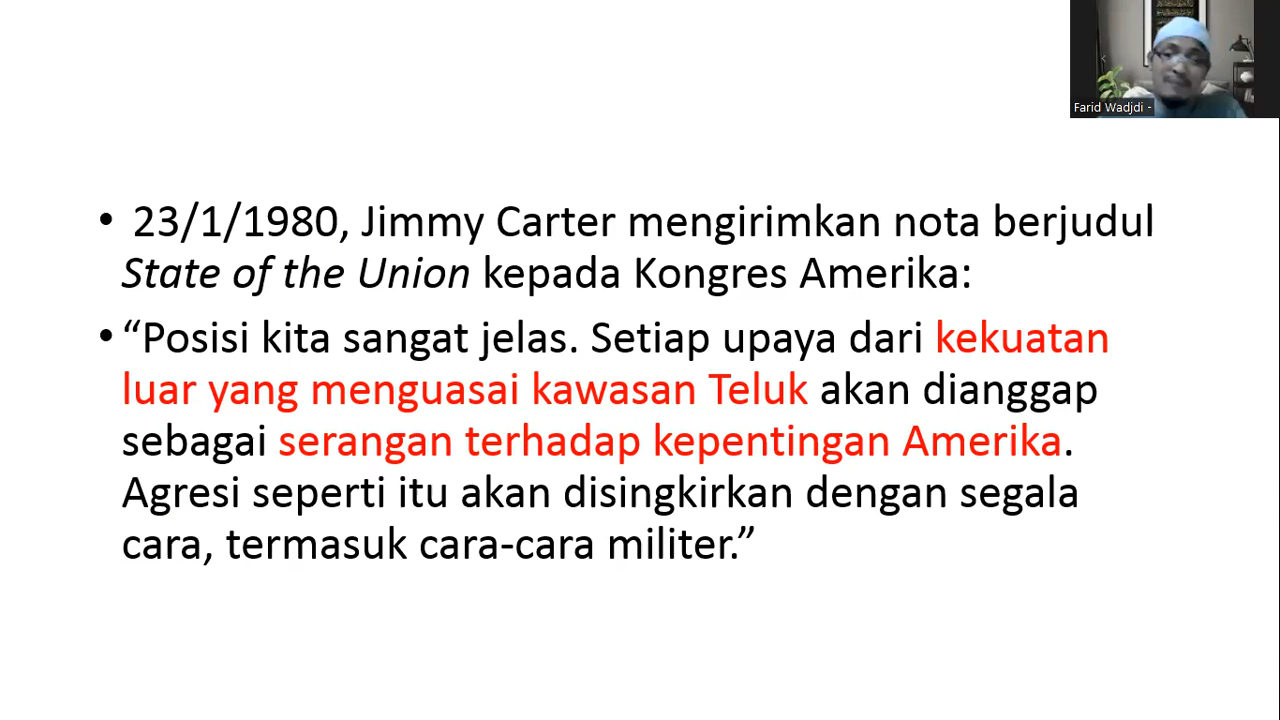 Farid Wadjdi -
• 23/1/1980, Jimmy Carter mengirimkan nota berjudul
State of the Union kepada Kongres Amerika:
• “Posisi kita sangat jelas. Setiap upaya dari kekuatan
luar yang menguasai kawasan Teluk akan dianggap
sebagai serangan terhadap kepentingan Amerika.
Agresi seperti itu akan disingkirkan dengan segala
cara, termasuk cara-cara militer.”